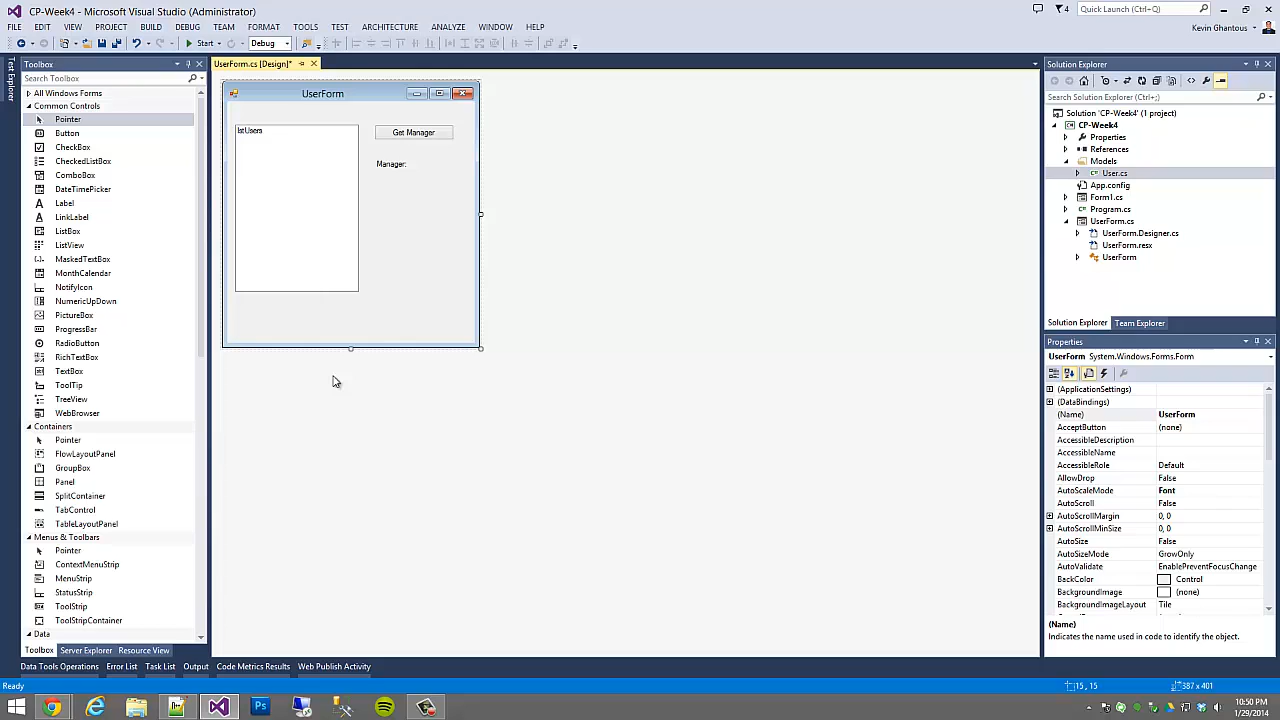 CP-Week4 - Microsoft Visual Studio (Administrator)
4
Quick Launch (Ctrl+Q)
FILE EDIT VIEW PROJECT BUILD DEBUG TEAM FORMAT TOOLS TEST ARCHITECTURE ANALYZE WINDOW HELP
Kevin Ghantous
Start
Debug
Test Explorer
Toolbox
Search Toolbox
All Windows Forms
Common Controls
Pointer
Button
CheckBox
CheckedListBox
ComboBox
DateTimePicker
Label
LinkLabel
ListBox
ListView
MaskedTextBox
MonthCalendar
NotifyIcon
NumericUpDown
PictureBox
ProgressBar
RadioButton
RichTextBox
TextBox
ToolTip
TreeView
WebBrowser
Containers
Pointer
FlowLayoutPanel
GroupBox
Panel
SplitContainer
TabControl
TableLayoutPanel
Menus & Toolbars
Pointer
ContextMenuStrip
MenuStrip
StatusStrip
ToolStrip
ToolStripContainer
Data
Toolbox Server Explorer Resource View
UserForm.cs [Design]*
UserForm
lstUsers
Get Manager
Manager:
Solution Explorer
Search Solution Explorer (Ctrl+;)
Solution 'CP-Week4' (1 project)
CP-Week4
Properties
References
Models
User.cs
App.config
Form1.cs
Program.cs
UserForm.cs
UserForm.Designer.cs
UserForm.resx
UserForm
Solution Explorer Team Explorer
Properties
UserForm System.Windows.Forms.Form
(ApplicationSettings)
(DataBindings)
(Name) UserForm
AcceptButton (none)
AccessibleDescription
AccessibleName
AccessibleRole Default
AllowDrop False
AutoScaleMode Font
AutoScroll False
AutoScrollMargin 0, 0
AutoScrollMinSize 0, 0
AutoSize False
AutoSizeMode GrowOnly
AutoValidate EnablePreventFocusChange
BackColor Control
BackgroundImage (none)
BackgroundImageLayout Tile
(Name)
Indicates the name used in code to identify the object.
Data Tools Operations Error List Task List Output Code Metrics Results Web Publish Activity
Ready
15, 15
387 x 401
Ps
10:50 PM
1/29/2014